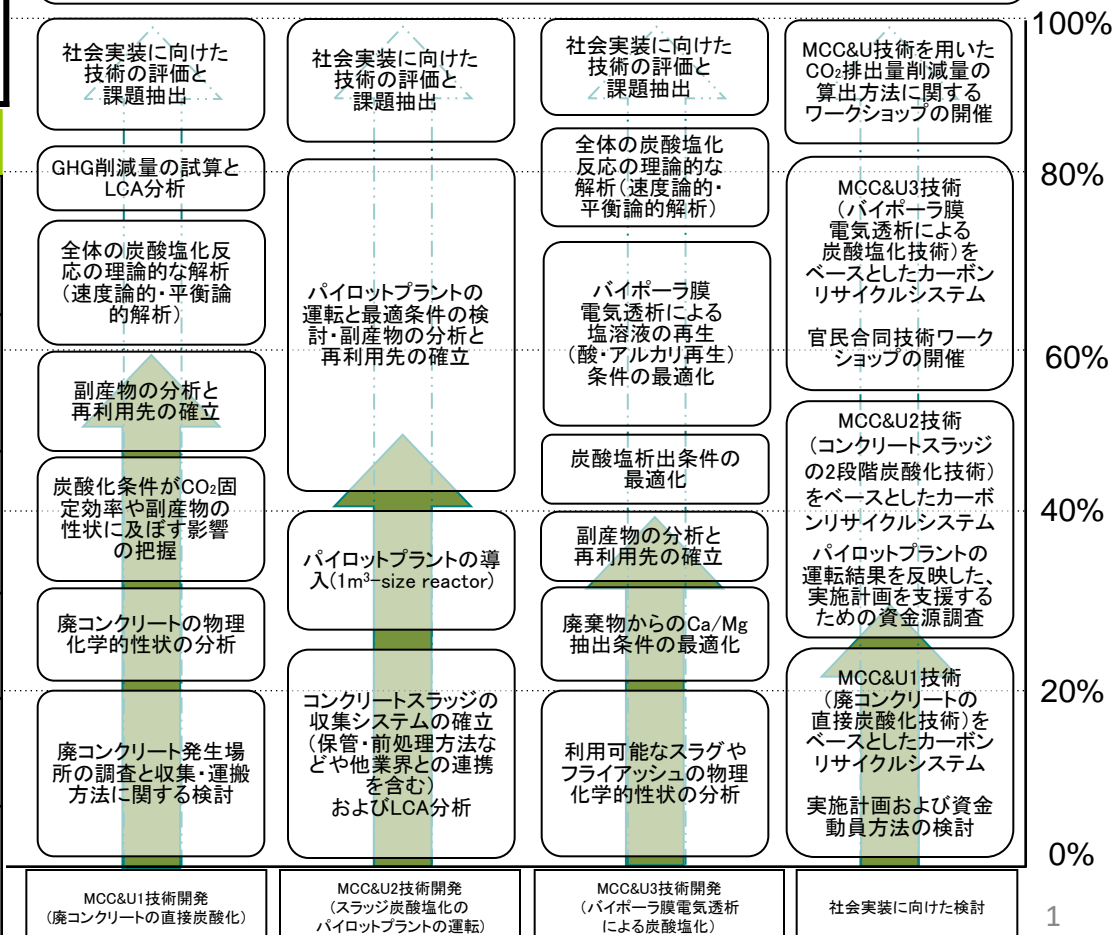 100%
社会実装に向けた
技術の評価と
課題抽出
GHG削減量の試算と
LCA分析
全体の炭酸塩化反
応の理論的な解析
(速度論的・平衡論
的解析)
副産物の分析と
再利用先の確立
炭酸化条件がCO₂固
定効率や副産物の
性状に及ぼす影響
の把握
廃コンクリートの物理
化学的性状の分析
廃コンクリート発生場
所の調査と収集・運搬
方法に関する検討
MCC&U1技術開発
(廃コンクリートの直接炭酸化)
社会実装に向けた
技術の評価と
課題抽出
パイロットプラントの
運転と最適条件の検
討・副産物の分析と
再利用先の確立
パイロットプラントの導
入(1m³-size reactor)
コンクリートスラッジの
収集システムの確立
(保管・前処理方法な
どや他業界との連携
を含む)
およびLCA分析
MCC&U2技術開発
(スラッジ炭酸塩化の
パイロットプラントの運転)
社会実装に向けた
技術の評価と
課題抽出
全体の炭酸塩化
反応の理論的な
解析(速度論的・
平衡論的解析)
バイポーラ膜
電気透析による
塩溶液の再生
(酸・アルカリ再生)
条件の最適化
炭酸塩析出条件の
最適化
副産物の分析と
再利用先の確立
廃棄物からのCa/Mg
抽出条件の最適化
利用可能なスラグや
フライアッシュの物理
化学的性状の分析
MCC&U3技術開発
(バイポーラ膜電気透析
による炭酸塩化)
MCC&U技術を用いた
CO₂排出量削減量の
算出方法に関する
ワークショップの開催
MCC&U3技術
(バイポーラ膜
電気透析による
炭酸塩化技術)を
ベースとしたカーボン
リサイクルシステム
官民合同技術ワーク
ショップの開催
MCC&U2技術
(コンクリートスラッジ
の2段階炭酸化技術)
をベースとしたカーボ
ンリサイクルシステム
パイロットプラントの
運転結果を反映した、
実施計画を支援する
ための資金源調査
MCC&U1技術
(廃コンクリートの
直接炭酸化技術)を
ベースとしたカーボン
リサイクルシステム
実施計画および資金
動員方法の検討
社会実装に向けた検討
80%
60%
40%
20%
0%
1